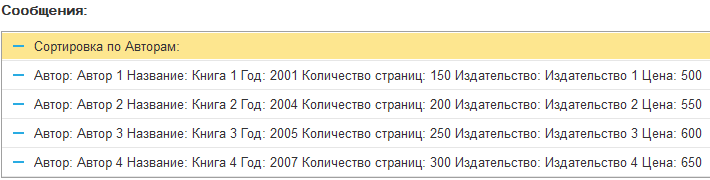 Сообщения:
Сортировка по Авторам:
Автор: Автор 1 Название: Книга 1 Год: 2001 Количество страниц: 150 Издательство: Издательство 1 Цена: 500
Автор: Автор 2 Название: Книга 2 Год: 2004 Количество страниц: 200 Издательство: Издательство 2 Цена: 550
Автор: Автор 3 Название: Книга 3 Год: 2005 Количество страниц: 250 Издательство: Издательство 3 Цена: 600
Автор: Автор 4 Название: Книга 4 Год: 2007 Количество страниц: 300 Издательство: Издательство 4 Цена: 650